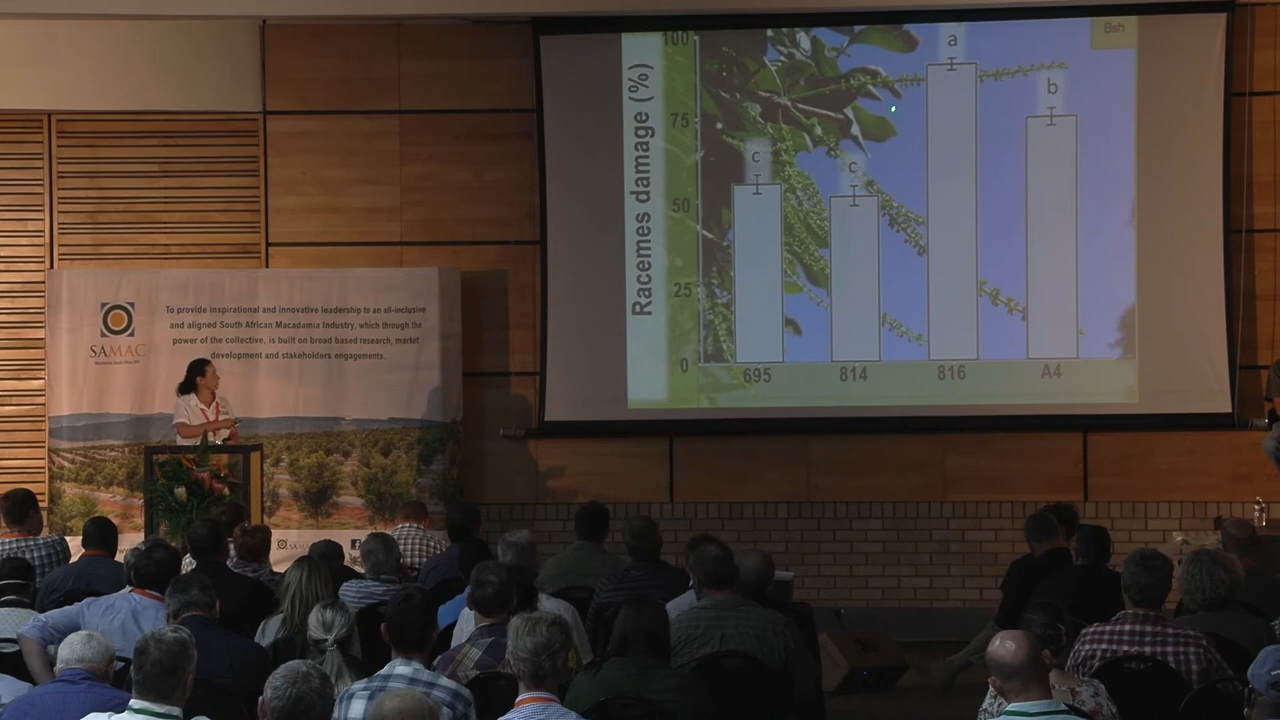 Bsh
Racemes damage (%)
100
75
50
25
0
a
b
c
c
695
814
816
A4
To provide inspirational and innovative leadership to an all-inclusive
and aligned South African Macadamia Industry, which through the
power of the collective, is built on broad based research, market
development and stakeholders engagements.
SAMAC